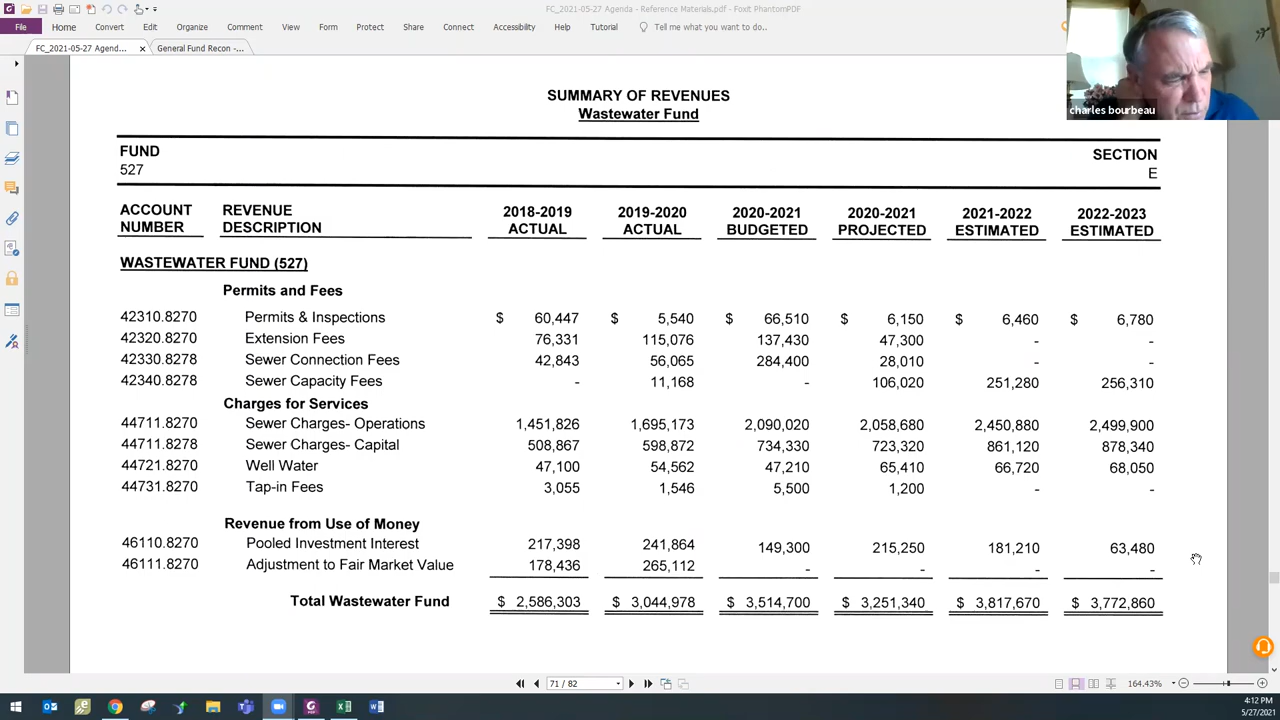 FC_2021-05-27 Agenda - Reference Materials.pdf - Foxit PhantomPDF
File Home Convert Edit Organize Comment View Form Protect Share Connect Accessibility Help Tutorial Tell me what you want to do..
FC_2021-05-27 Agend... × General Fund Recon -...
charles bourbeau
SUMMARY OF REVENUES
Wastewater Fund
FUND SECTION
527 E
ACCOUNT REVENUE 2018-2019 2019-2020 2020-2021 2020-2021 2021-2022 2022-2023
NUMBER DESCRIPTION ACTUAL ACTUAL BUDGETED PROJECTED ESTIMATED ESTIMATED
WASTEWATER FUND (527)
Permits and Fees
42310.8270 Permits & Inspections $ 60,447 $ 5,540 $ 66,510 $ 6,150 $ 6,460 $ 6,780
42320.8270 Extension Fees 76,331 115,076 137,430 47,300 - -
42330.8270 Sewer Connection Fees 42,843 56,065 284,400 28,010 - -
42340.8278 Sewer Capacity Fees - 11,168 - 106,020 251,280 256,310
Charges for Services
44711.8270 Sewer Charges- Operations 1,451,826 1,695,173 2,090,020 2,058,680 2,450,880 2,499,900
44711.8278 Sewer Charges- Capital 508,867 598,872 734,330 723,320 861,120 878,340
44721.8270 Well Water 47,100 54,562 47,210 65,410 66,720 68,050
44731.8270 Tap-in Fees 3,055 1,546 5,500 1,200 - -
Revenue from Use of Money
46110.8270 Pooled Investment Interest 217,398 241,864 149,300 215,250 181,210 63,480
46111.8270 Adjustment to Fair Market Value 178,436 265,112 - - - -
Total Wastewater Fund $ 2,586,303 $ 3,044,978 $ 3,514,700 $ 3,251,340 $ 3,817,670 $ 3,772,860
71 / 82 164.43%
4:12 PM
5/27/2021